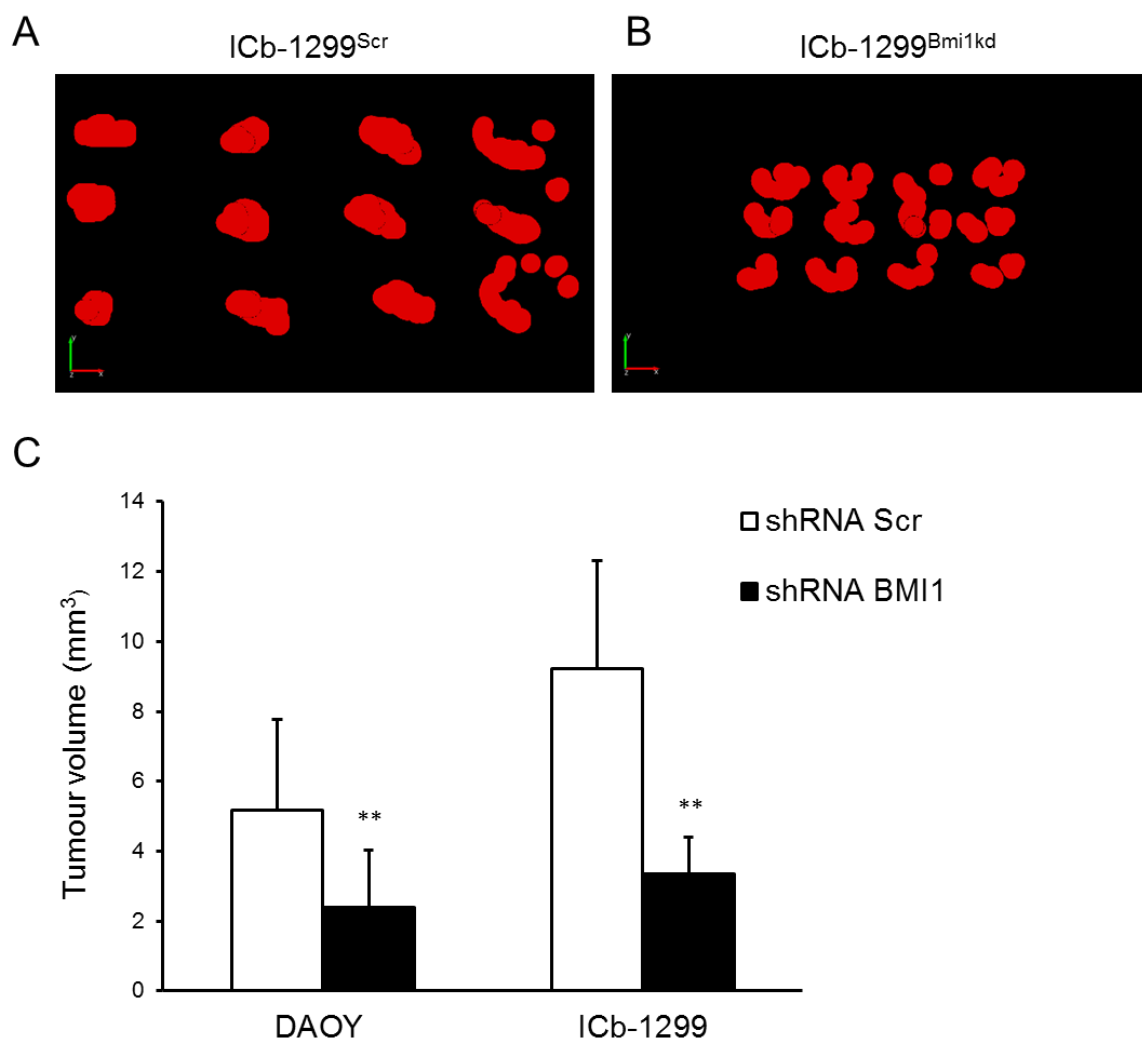 A
ICb-1299Scr
B
ICb-1299Bmi1kd
y
z
x
y
z
x
C
14
12
10
8
6
4
2
0
Tumour volume (mm3)
shRNA Scr
shRNA BMI1
**
**
DAOY
ICb-1299